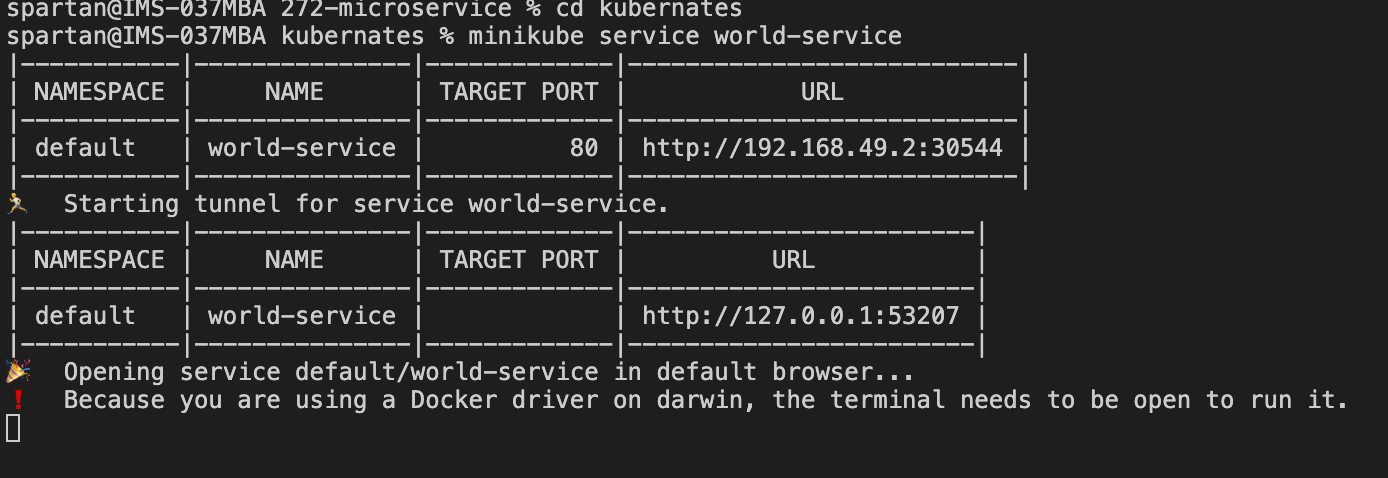 spartan@IMS-037MBA 272-microservice % cd kubernates
spartan@IMS-037MBA kubernates % minikube service world-service
|-----------|---------------|-------------|---------------------------|
| NAMESPACE |     NAME      | TARGET PORT |            URL            |
|-----------|---------------|-------------|---------------------------|
| default   | world-service |          80 | http://192.168.49.2:30544 |
|-----------|---------------|-------------|---------------------------|
🏃  Starting tunnel for service world-service.
|-----------|---------------|-------------|------------------------|
| NAMESPACE |     NAME      | TARGET PORT |          URL           |
|-----------|---------------|-------------|------------------------|
| default   | world-service |             | http://127.0.0.1:53207 |
|-----------|---------------|-------------|------------------------|
🎉  Opening service default/world-service in default browser...
❗  Because you are using a Docker driver on darwin, the terminal needs to be open to run it.